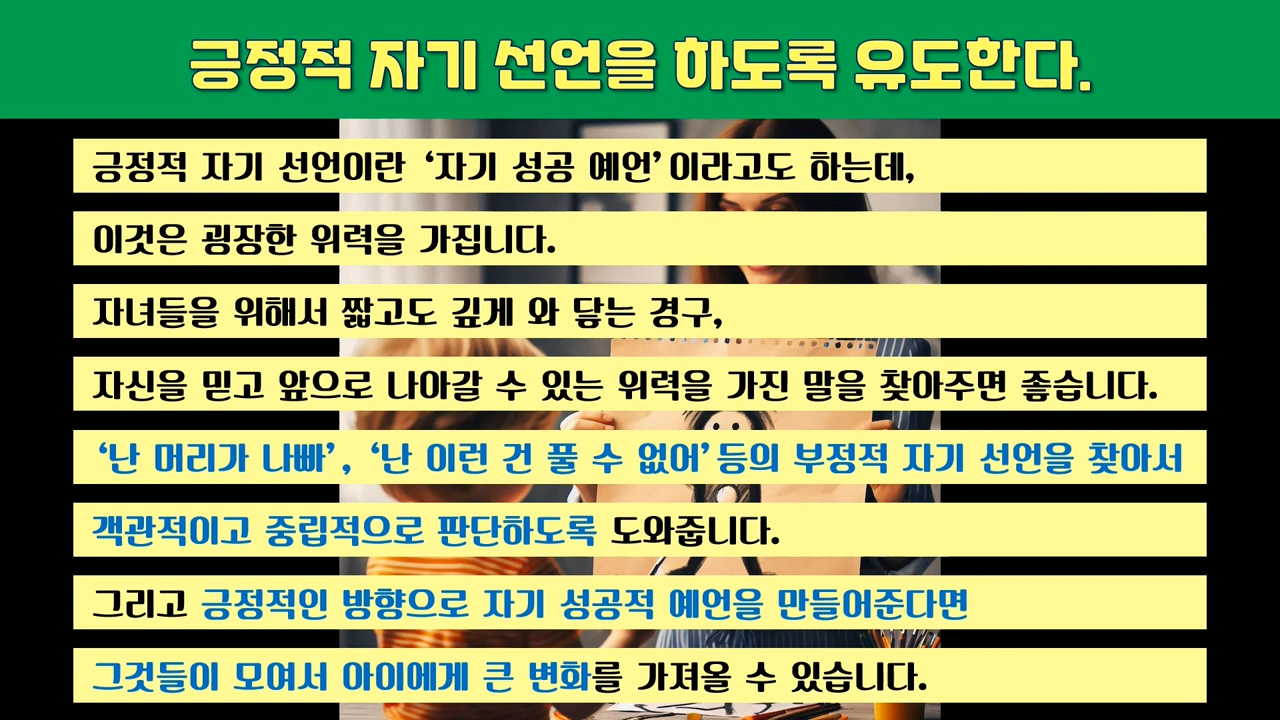 긍정적 자기 선언을 하도록 유도한다.
긍정적 자기 선언이란 ‘자기 성공 예언’이라고도 하는데,
이것은 굉장한 위력을 가집니다.
자녀들을 위해서 짧고도 깊게 와 닿는 경구,
자신을 믿고 앞으로 나아갈 수 있는 위력을 가진 말을 찾아주면 좋습니다.
‘난 머리가 나빠’, ‘난 이런 건 풀 수 없어’등의 부정적 자기 선언을 찾아서
객관적이고 중립적으로 판단하도록 도와줍니다.
그리고 긍정적인 방향으로 자기 성공적 예언을 만들어준다면
그것들이 모여서 아이에게 큰 변화를 가져올 수 있습니다.